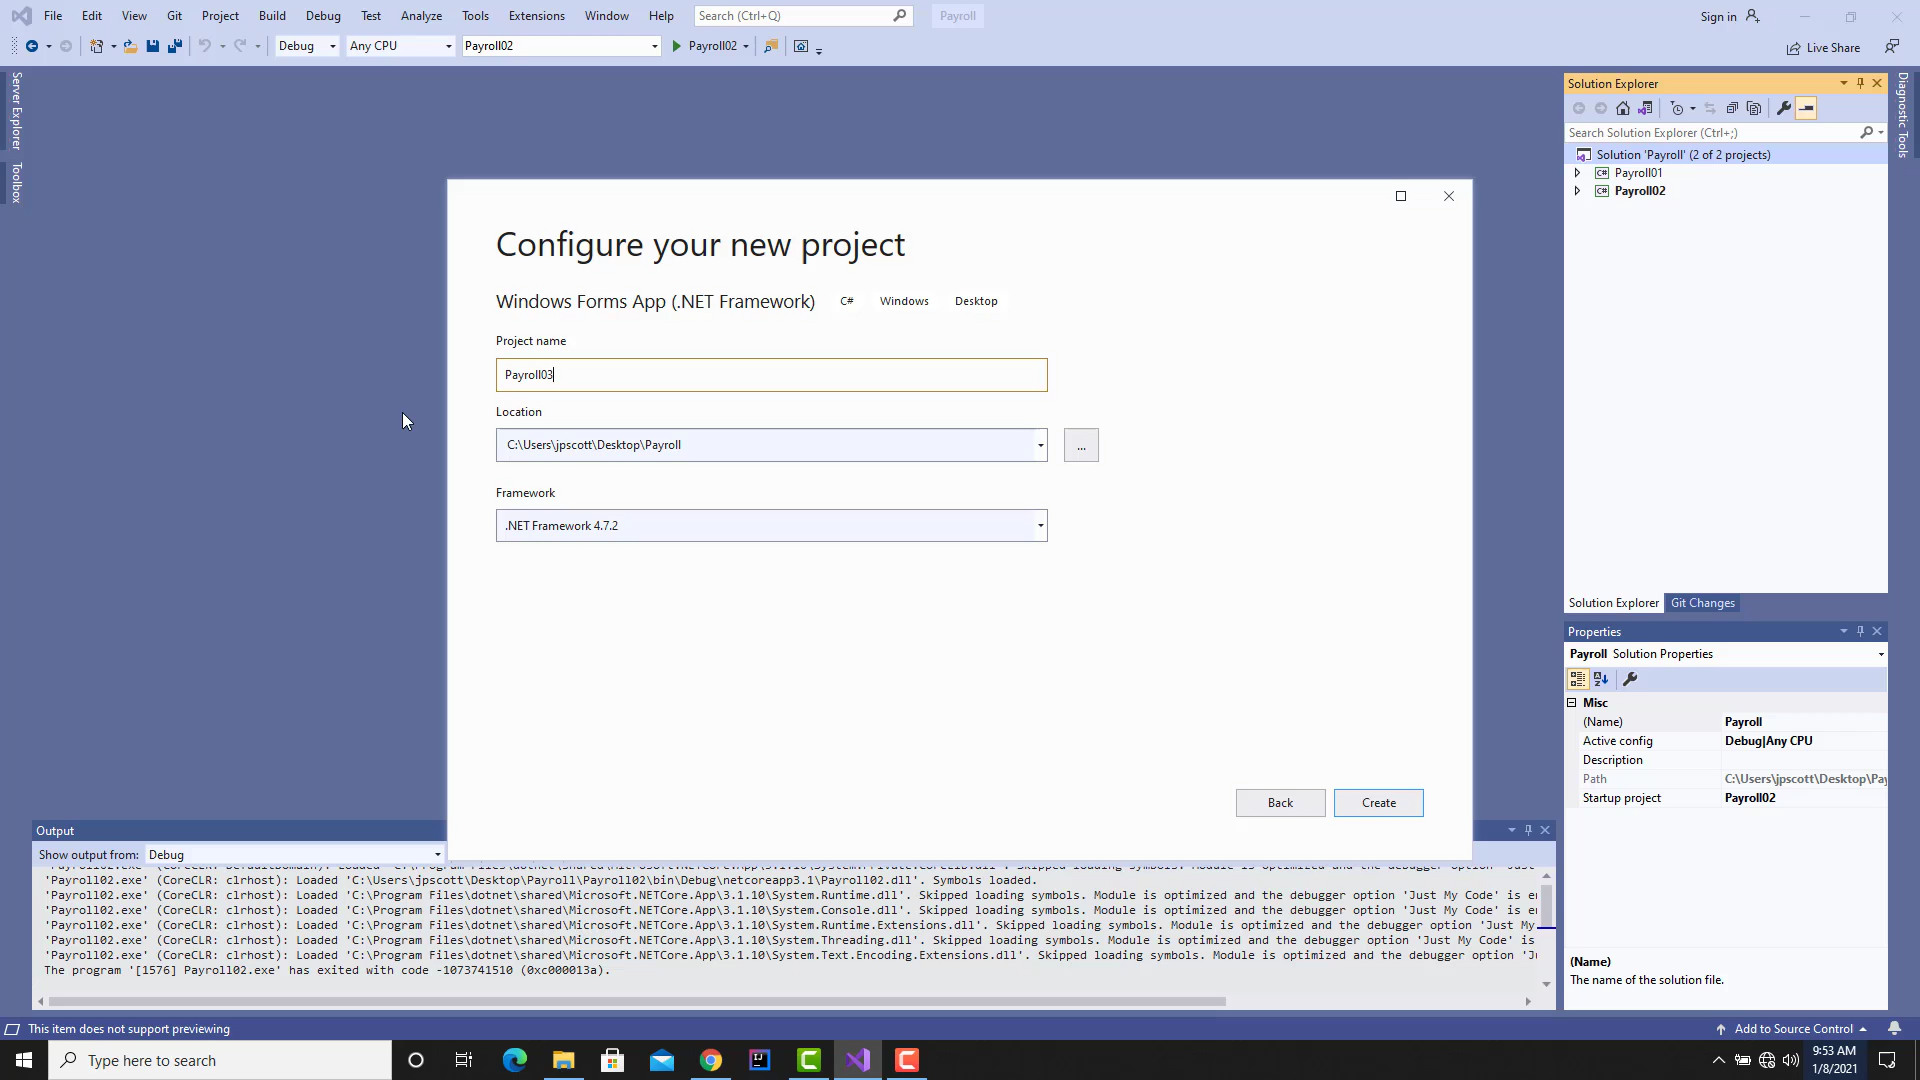 File Edit View Git Project Build Debug Test Analyze Tools Extensions Window Help Search (Ctrl+Q) Payroll Sign in
Debug Any CPU Payroll02 Payroll02 Live Share
Server Explorer
Toolbox
Diagnostic Tools
Solution Explorer
Search Solution Explorer (Ctrl+;)
Solution 'Payroll' (2 of 2 projects)
C# Payroll01
C# Payroll02
Configure your new project
Windows Forms App (.NET Framework) C# Windows Desktop
Project name
Payroll03
Location
C:\Users\jpscott\Desktop\Payroll
...
Framework
.NET Framework 4.7.2
Back Create
Solution Explorer Git Changes
Properties
Payroll Solution Properties
Misc
(Name) Payroll
Active config Debug|Any CPU
Description
Path C:\Users\jpscott\Desktop\Pay
Startup project Payroll02
(Name)
The name of the solution file.
Output
Show output from: Debug
'Payroll02.exe' (CoreCLR: clrhost): Loaded 'C:\Users\jpscott\Desktop\Payroll\Payroll02\bin\Debug\netcoreapp3.1\Payroll02.dll'. Symbols loaded.
'Payroll02.exe' (CoreCLR: clrhost): Loaded 'C:\Program Files\dotnet\shared\Microsoft.NETCore.App\3.1.10\System.Runtime.dll'. Skipped loading symbols. Module is optimized and the debugger option 'Just My Code' is en
'Payroll02.exe' (CoreCLR: clrhost): Loaded 'C:\Program Files\dotnet\shared\Microsoft.NETCore.App\3.1.10\System.Console.dll'. Skipped loading symbols. Module is optimized and the debugger option 'Just My Code' is en
'Payroll02.exe' (CoreCLR: clrhost): Loaded 'C:\Program Files\dotnet\shared\Microsoft.NETCore.App\3.1.10\System.Runtime.Extensions.dll'. Skipped loading symbols. Module is optimized and the debugger option 'Just My
'Payroll02.exe' (CoreCLR: clrhost): Loaded 'C:\Program Files\dotnet\shared\Microsoft.NETCore.App\3.1.10\System.Threading.dll'. Skipped loading symbols. Module is optimized and the debugger option 'Just My Code' is
'Payroll02.exe' (CoreCLR: clrhost): Loaded 'C:\Program Files\dotnet\shared\Microsoft.NETCore.App\3.1.10\System.Text.Encoding.Extensions.dll'. Skipped loading symbols. Module is optimized and the debugger option 'J
The program '[1576] Payroll02.exe' has exited with code -1073741510 (0xc000013a).
This item does not support previewing Add to Source Control
Type here to search
9:53 AM
1/8/2021